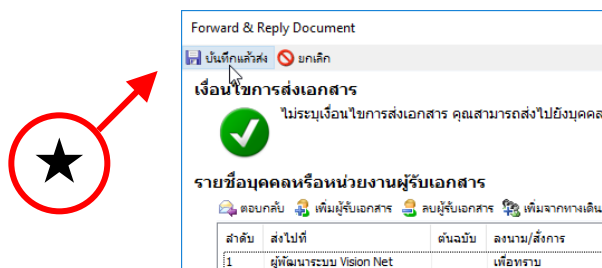 Forward & Reply Document
บันทึกแล้วส่ง ยกเลิก
เงื่อนไขการส่งเอกสาร
ไม่ระบุเงื่อนไขการส่งเอกสาร คุณสามารถส่งไปยังบุคคล
รายชื่อบุคคลหรือหน่วยงานผู้รับเอกสาร
ตอบกลับ เพิ่มผู้รับเอกสาร ลบผู้รับเอกสาร เพิ่มจากทางเดิน
ลำดับ ส่งไปที่ ต้นฉบับ ลงนาม/สั่งการ
1 ผู้พัฒนาระบบ Vision Net เพื่อทราบ